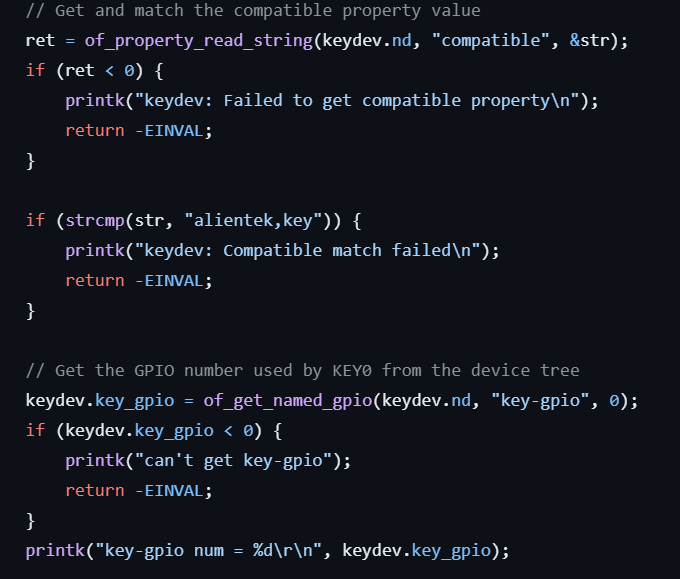 // Get and match the compatible property value
ret = of_property_read_string(keydev.nd, "compatible", &str);
if (ret < 0) {
    printk("keydev: Failed to get compatible property\n");
    return -EINVAL;
}

if (strcmp(str, "alientek,key")) {
    printk("keydev: Compatible match failed\n");
    return -EINVAL;
}

// Get the GPIO number used by KEY0 from the device tree
keydev.key_gpio = of_get_named_gpio(keydev.nd, "key-gpio", 0);
if (keydev.key_gpio < 0) {
    printk("can't get key-gpio");
    return -EINVAL;
}
printk("key-gpio num = %d\r\n", keydev.key_gpio);